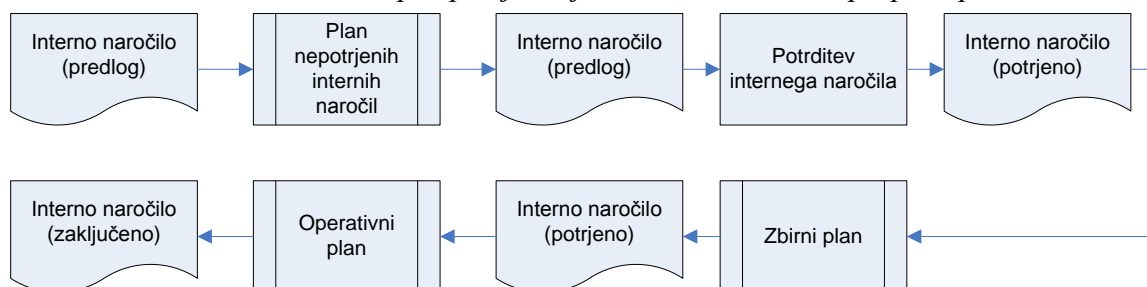 Interno naročilo
(predlog)
Plan
nepotrjenih
internih
naročil
Interno naročilo
(predlog)
Potrditev
internega naročila
Interno naročilo
(potrjeno)
Interno naročilo
(zaključeno)
Operativni
plan
Interno naročilo
(potrjeno)
Zbirni plan